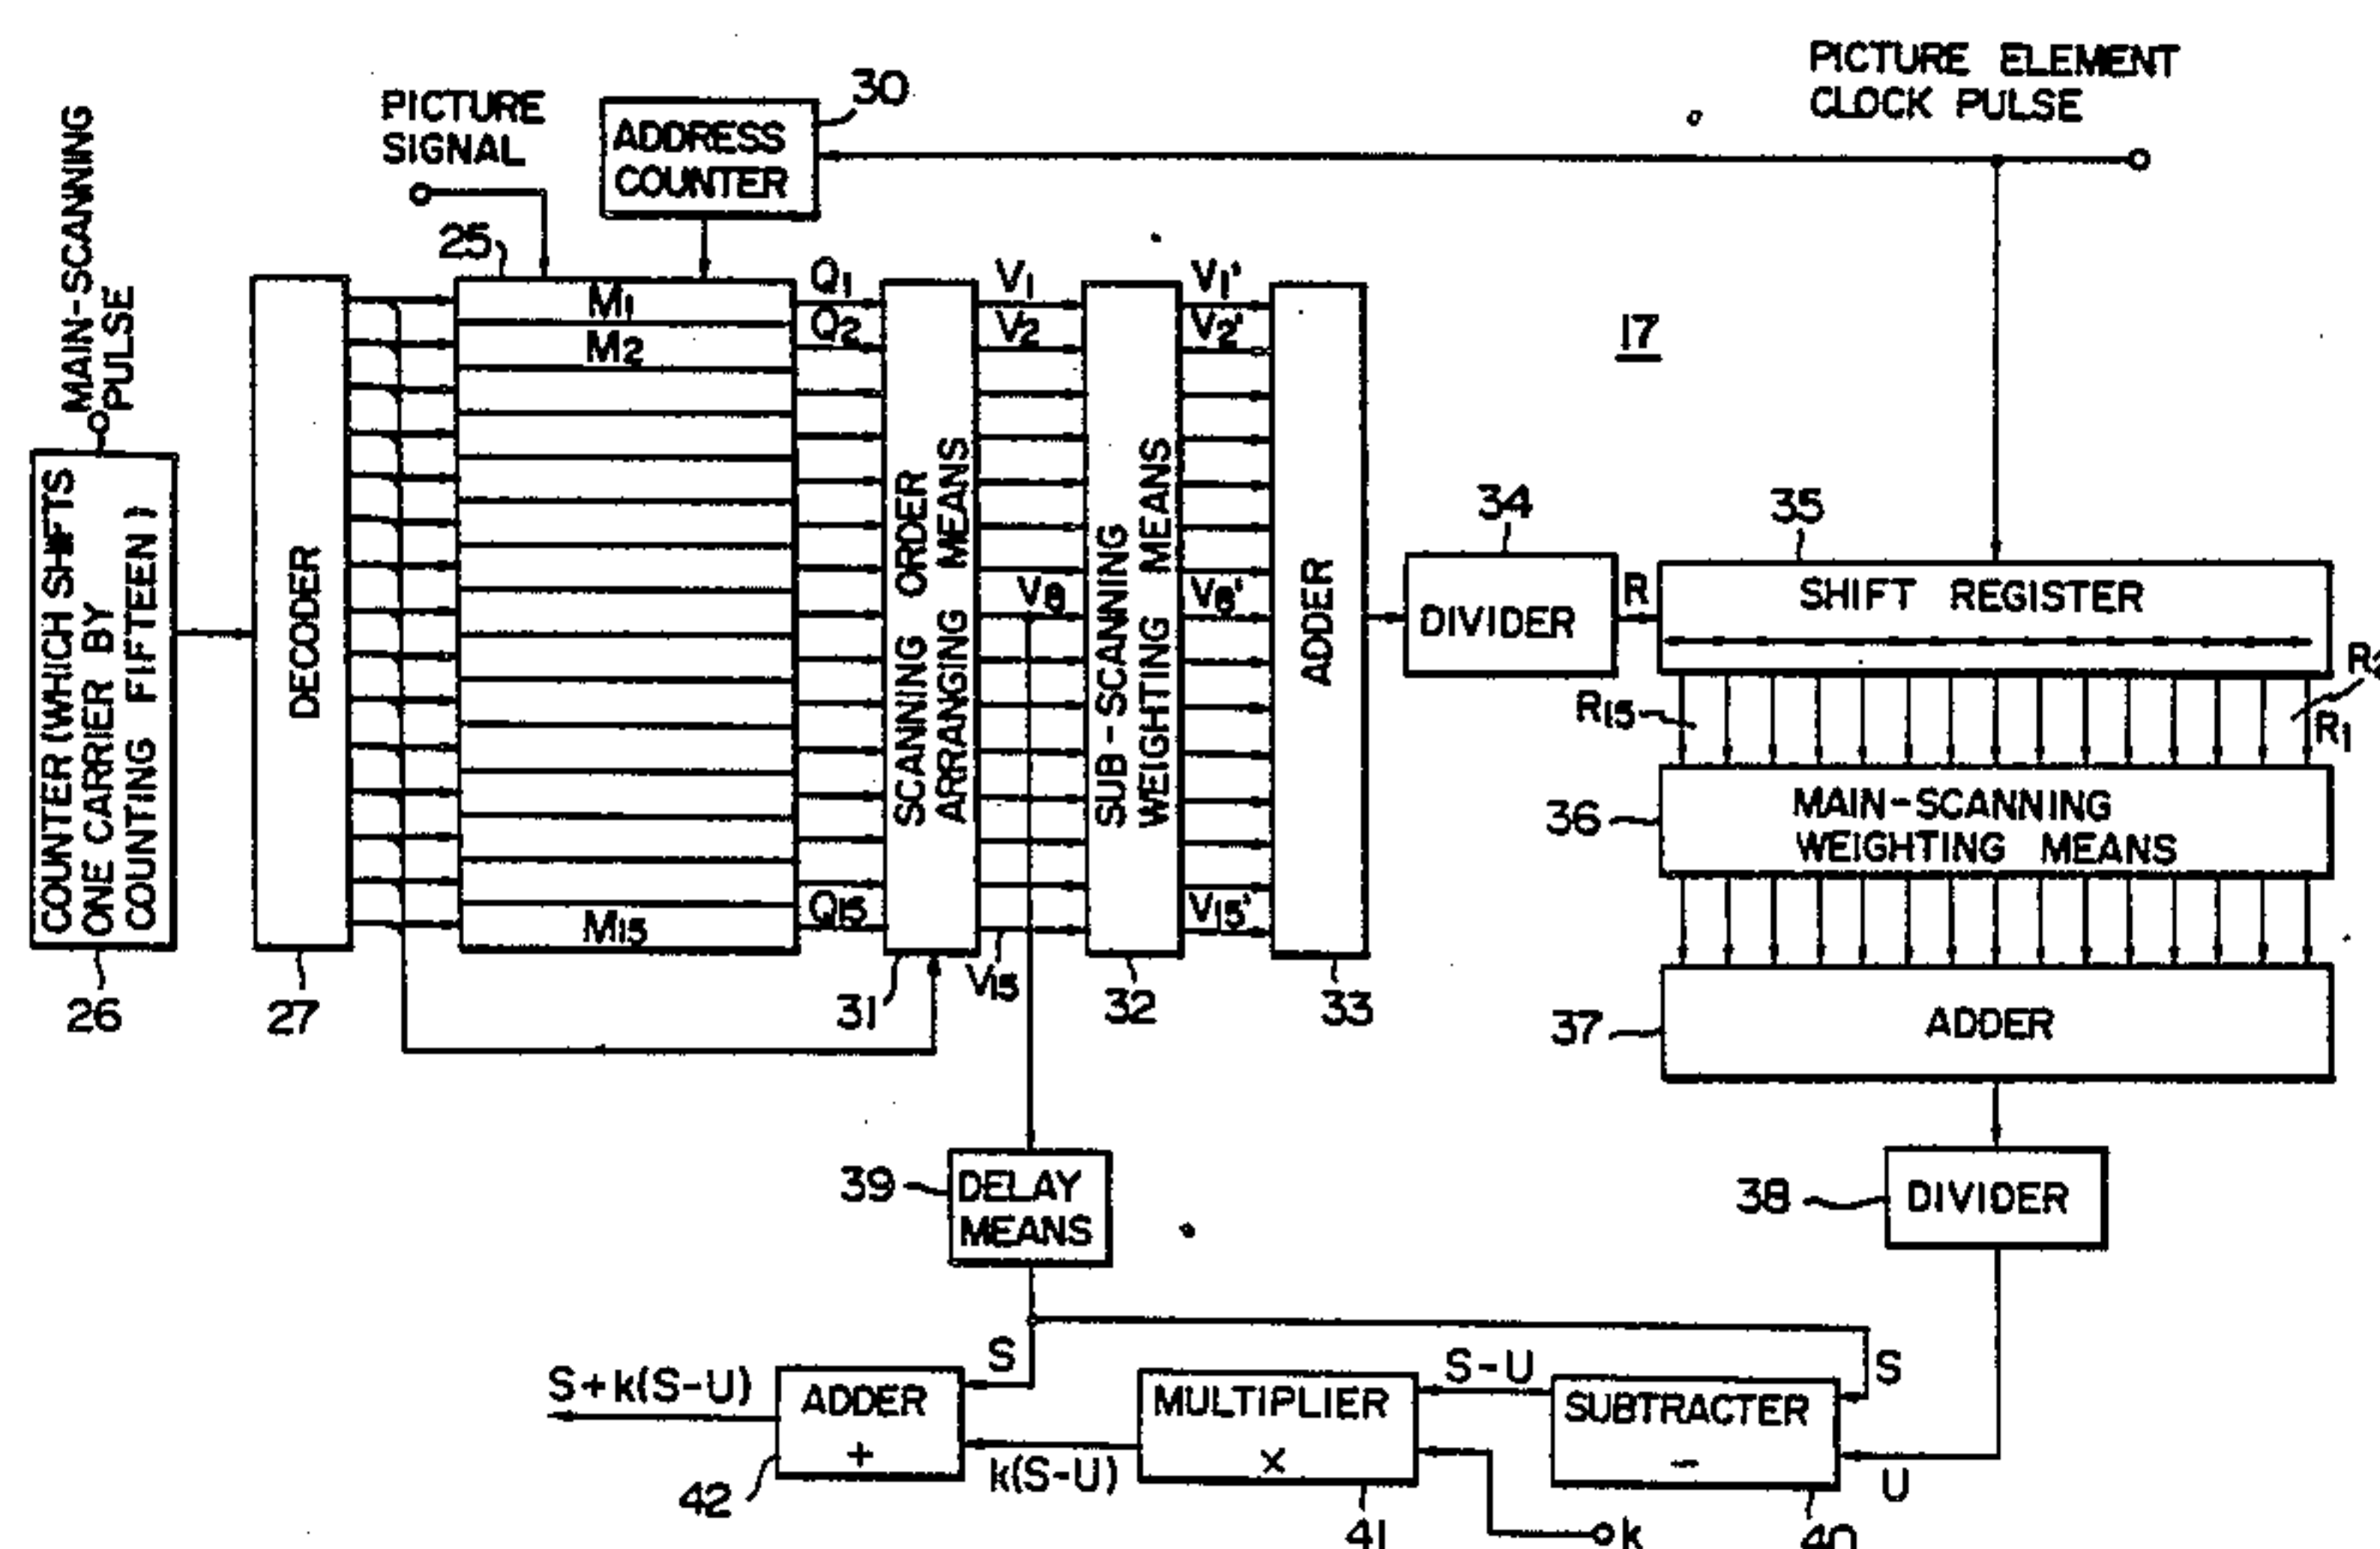 PICTURE ELEMENT
CLOCK PULSE
PICTURE
SIGNAL
30
ADDRESS
COUNTER
MAIN-SCANNING
PULSE
25
M1
M2
M15
Q1
Q2
Q15
V1
V2
V8
V15
V1'
V2'
V8'
V15'
17
COUNTER (WHICH SHIFTS
ONE CARRIER BY
COUNTING FIFTEEN)
26
DECODER
27
SCANNING ORDER
ARRANGING MEANS
31
SUB-SCANNING
WEIGHTING MEANS
32
ADDER
33
34
DIVIDER
R
35
SHIFT REGISTER
R15
R2
R1
36
MAIN-SCANNING
WEIGHTING MEANS
37
ADDER
38
DIVIDER
39
DELAY
MEANS
S
S+k(S-U)
ADDER
+
42
k(S-U)
MULTIPLIER
×
41
S-U
SUBTRACTER
-
40
S
U
k